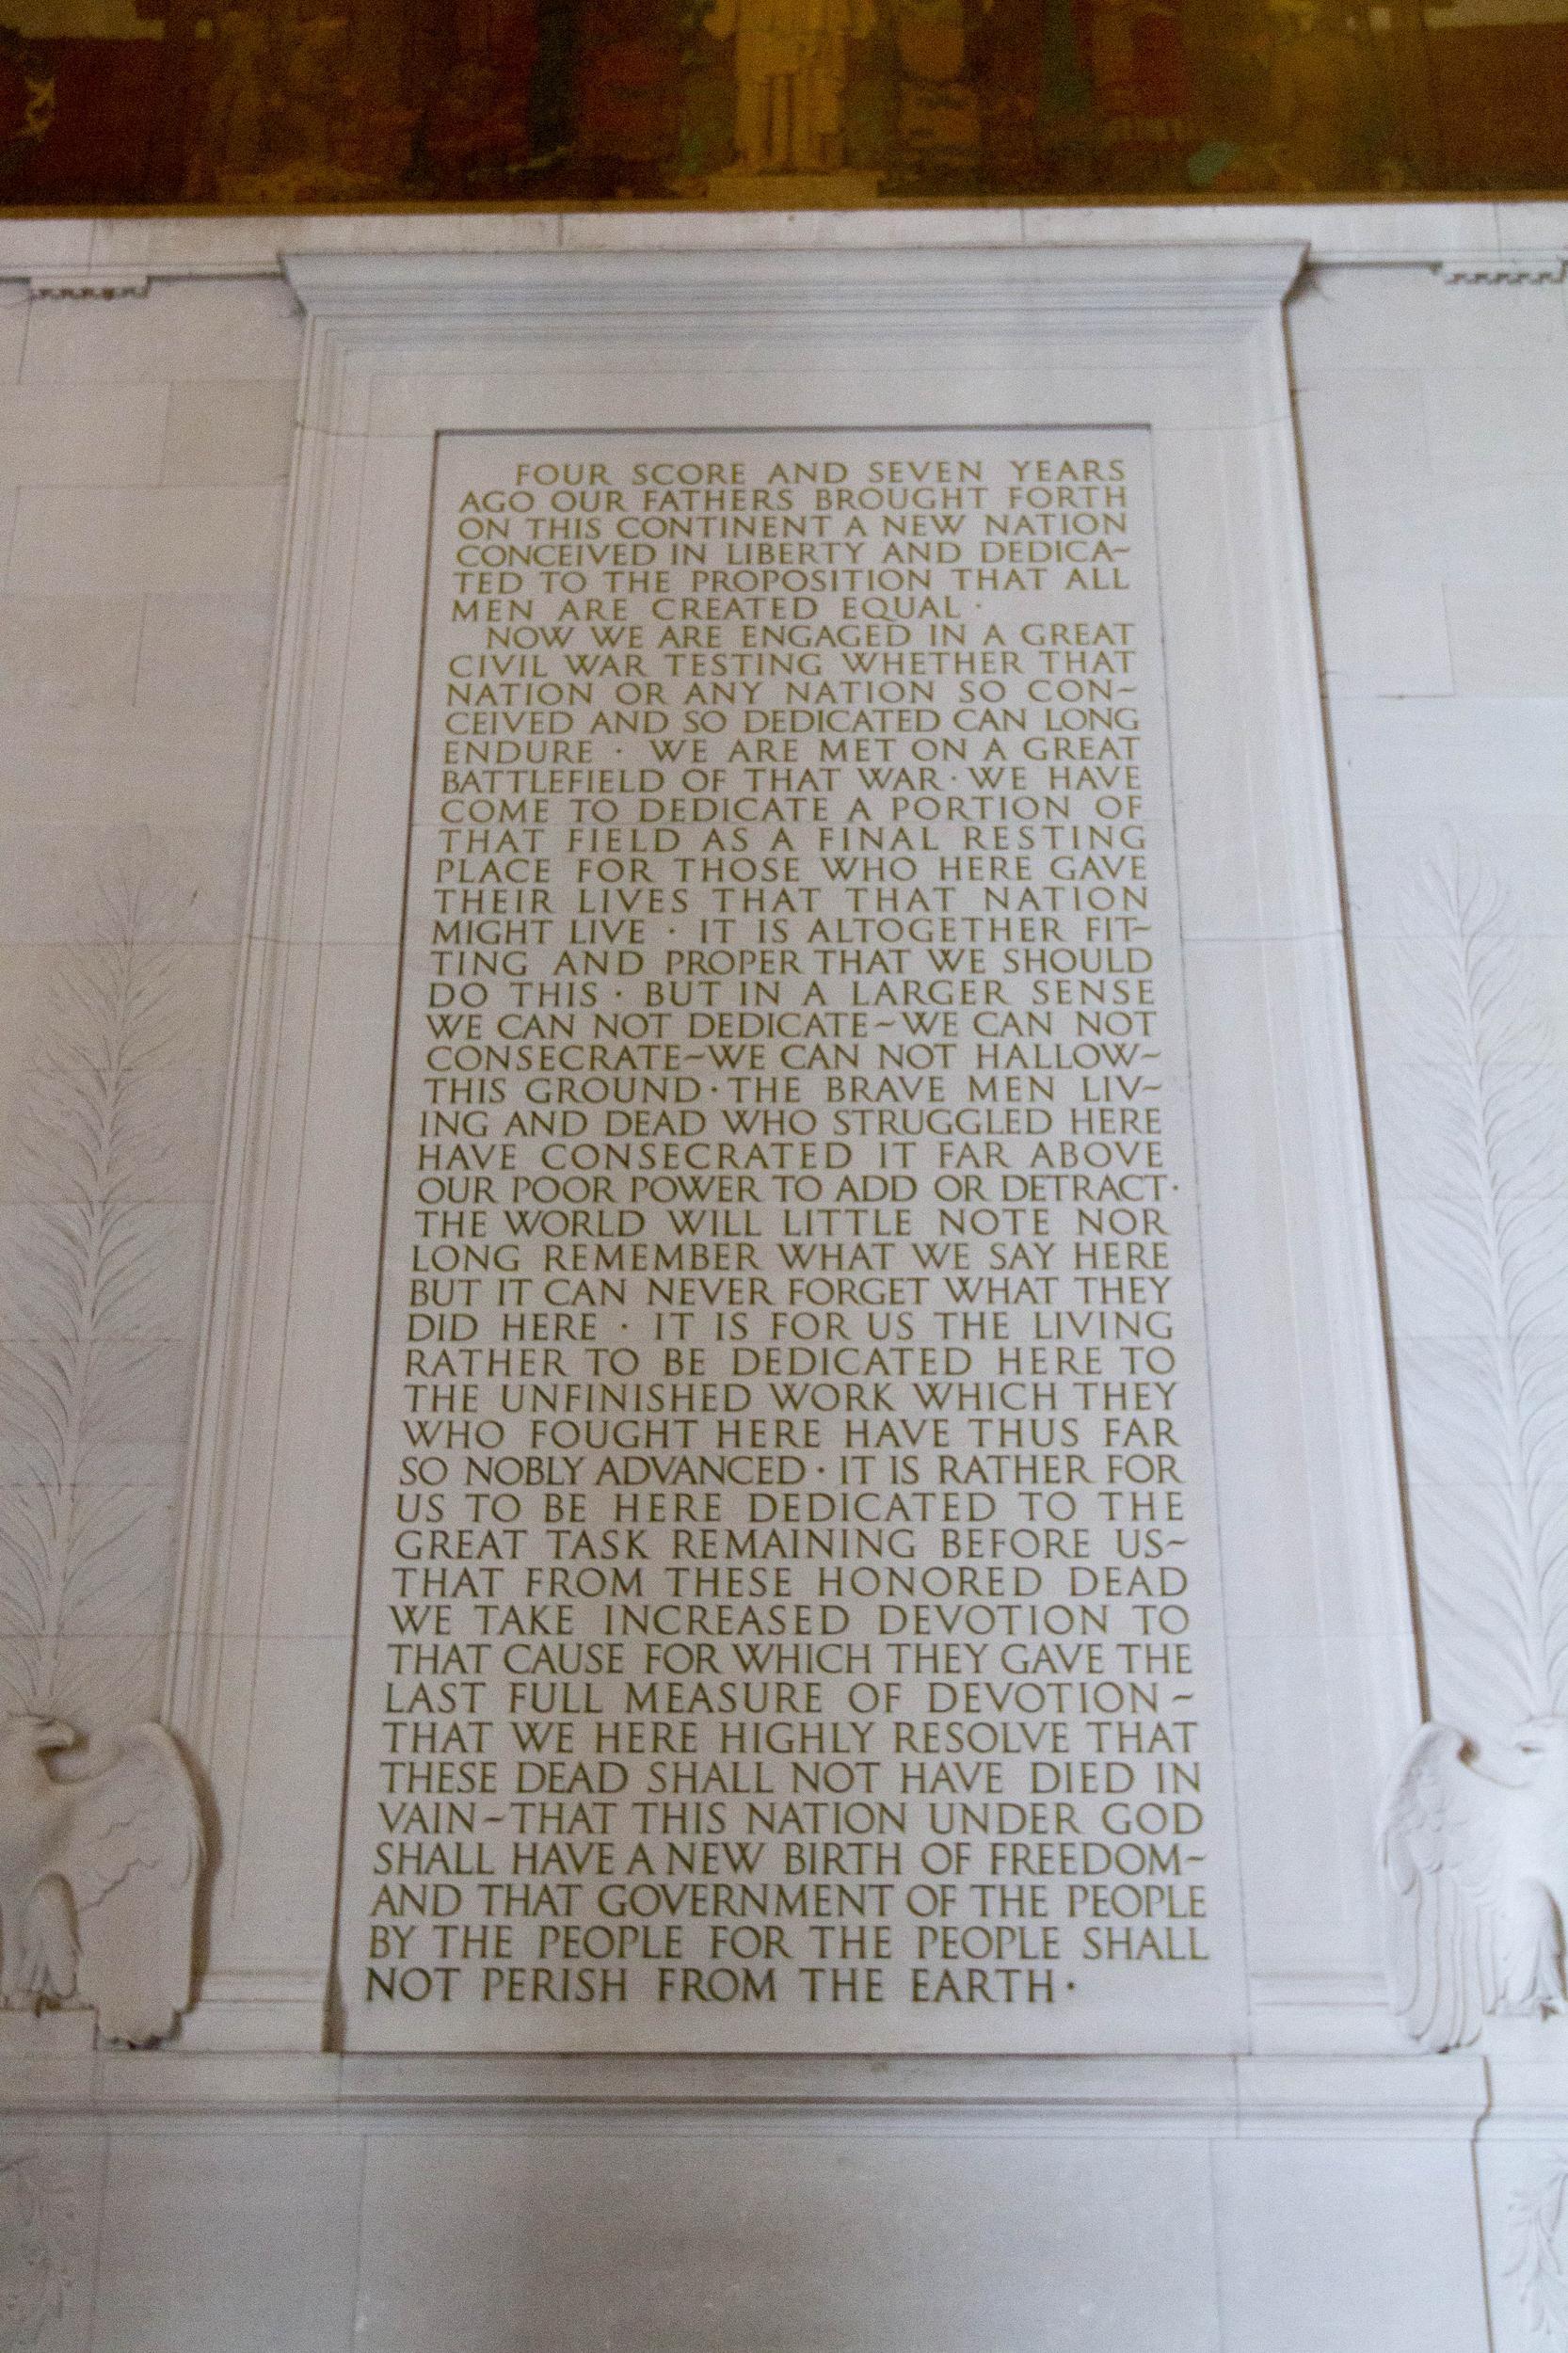 FOUR SCORE AND SEVEN YEARS
AGO OUR FATHERS BROUGHT FORTH
ON THIS CONTINENT A NEW NATION
CONCEIVED IN LIBERTY AND DEDICA~
TED TO THE PROPOSITION THAT ALL
MEN ARE CREATED EQUAL ·
NOW WE ARE ENGAGED IN A GREAT
CIVIL WAR TESTING WHETHER THAT
NATION OR ANY NATION SO CON~
CEIVED AND SO DEDICATED CAN LONG
ENDURE · WE ARE MET ON A GREAT
BATTLEFIELD OF THAT WAR · WE HAVE
COME TO DEDICATE A PORTION OF
THAT FIELD AS A FINAL RESTING
PLACE FOR THOSE WHO HERE GAVE
THEIR LIVES THAT THAT NATION
MIGHT LIVE · IT IS ALTOGETHER FIT~
TING AND PROPER THAT WE SHOULD
DO THIS · BUT IN A LARGER SENSE
WE CAN NOT DEDICATE~WE CAN NOT
CONSECRATE~WE CAN NOT HALLOW~
THIS GROUND · THE BRAVE MEN LIV~
ING AND DEAD WHO STRUGGLED HERE
HAVE CONSECRATED IT FAR ABOVE
OUR POOR POWER TO ADD OR DETRACT ·
THE WORLD WILL LITTLE NOTE NOR
LONG REMEMBER WHAT WE SAY HERE
BUT IT CAN NEVER FORGET WHAT THEY
DID HERE · IT IS FOR US THE LIVING
RATHER TO BE DEDICATED HERE TO
THE UNFINISHED WORK WHICH THEY
WHO FOUGHT HERE HAVE THUS FAR
SO NOBLY ADVANCED · IT IS RATHER FOR
US TO BE HERE DEDICATED TO THE
GREAT TASK REMAINING BEFORE US~
THAT FROM THESE HONORED DEAD
WE TAKE INCREASED DEVOTION TO
THAT CAUSE FOR WHICH THEY GAVE THE
LAST FULL MEASURE OF DEVOTION ~
THAT WE HERE HIGHLY RESOLVE THAT
THESE DEAD SHALL NOT HAVE DIED IN
VAIN~THAT THIS NATION UNDER GOD
SHALL HAVE A NEW BIRTH OF FREEDOM~
AND THAT GOVERNMENT OF THE PEOPLE
BY THE PEOPLE FOR THE PEOPLE SHALL
NOT PERISH FROM THE EARTH ·